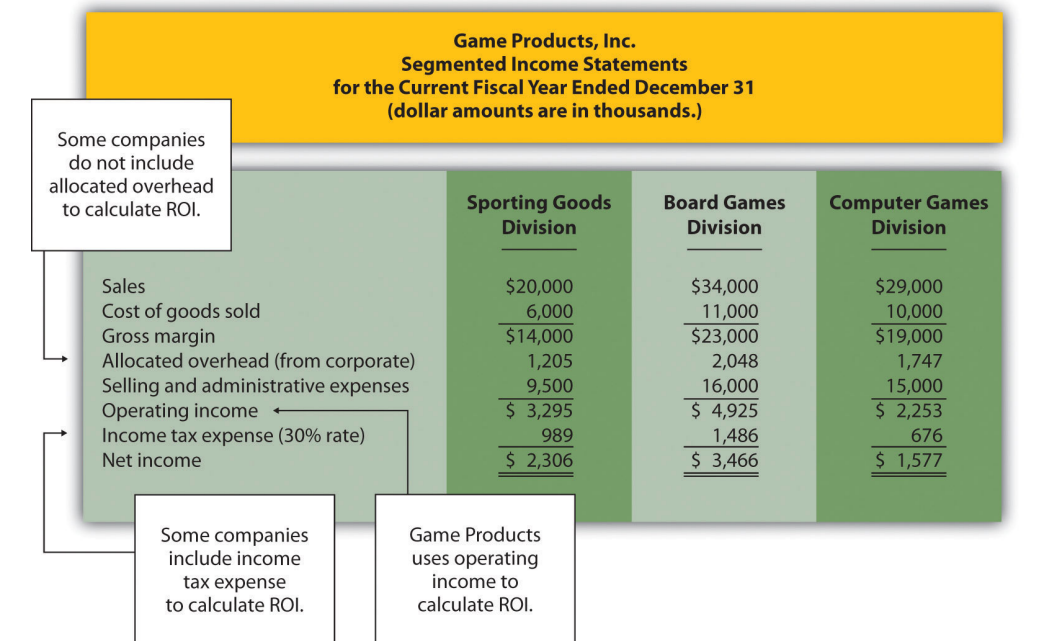 Game Products, Inc.
Segmented Income Statements
for the Current Fiscal Year Ended December 31
(dollar amounts are in thousands.)
Some companies
do not include
allocated overhead
to calculate ROI.
Sporting Goods Board Games Computer Games
Division Division Division
Sales $20,000 $34,000 $29,000
Cost of goods sold 6,000 11,000 10,000
Gross margin $14,000 $23,000 $19,000
Allocated overhead (from corporate) 1,205 2,048 1,747
Selling and administrative expenses 9,500 16,000 15,000
Operating income $ 3,295 $ 4,925 $ 2,253
Income tax expense (30% rate) 989 1,486 676
Net income $ 2,306 $ 3,466 $ 1,577
Some companies
include income
tax expense
to calculate ROI.
Game Products
uses operating
income to
calculate ROI.